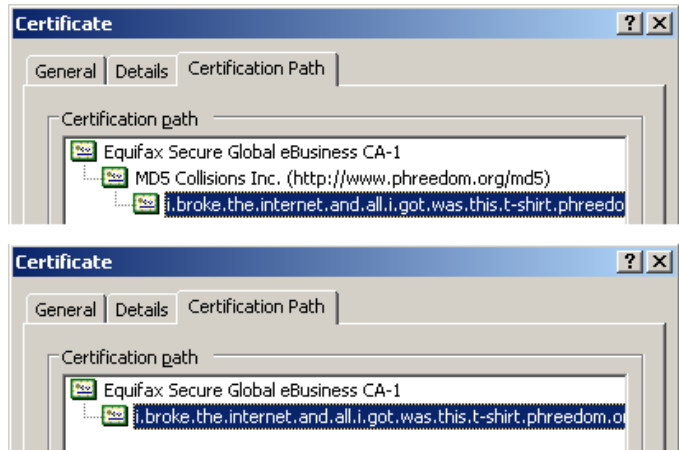 Certificate
General Details Certification Path
Certification path
Equifax Secure Global eBusiness CA-1
MD5 Collisions Inc. (http://www.phreedom.org/md5)
i.broke.the.internet.and.all.i.got.was.this.t-shirt.phreedo
Certificate
General Details Certification Path
Certification path
Equifax Secure Global eBusiness CA-1
i.broke.the.internet.and.all.i.got.was.this.t-shirt.phreedom.o